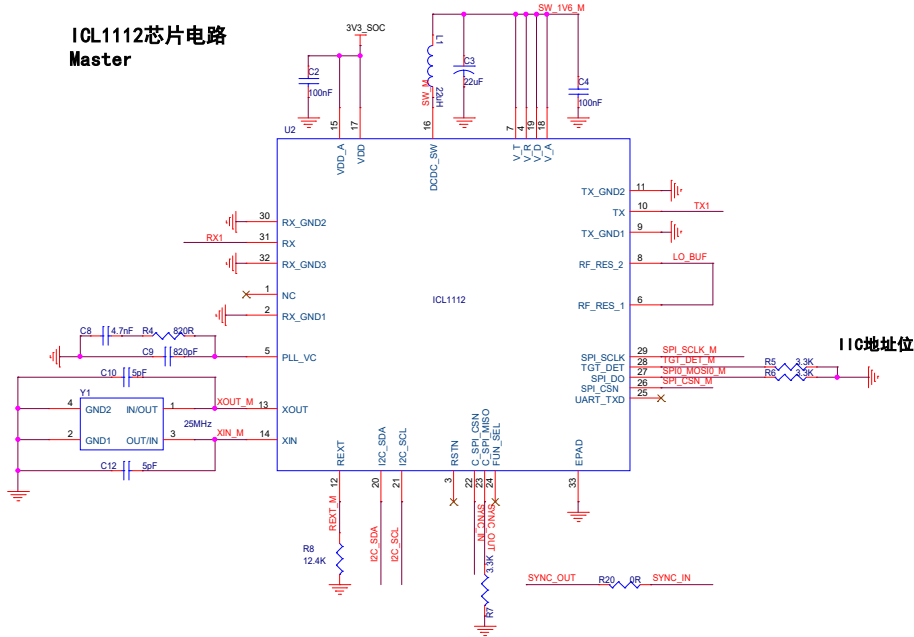 ICL1112芯片电路
Master
3V3_SOC
SW_1V6_M
C2
100nF
L1
22uH
SW_M
C3
22uF
C4
100nF
U2
15
17
16
7
4
19
18
VDD_A
VDD
DCDC_SW
V_T
V_R
V_D
V_A
30
RX_GND2
RX1
31
RX
32
RX_GND3
1
NC
2
RX_GND1
5
PLL_VC
XOUT_M
13
XOUT
XIN_M
14
XIN
ICL1112
TX_GND2
11
TX
10
TX1
TX_GND1
9
RF_RES_2
8
LO_BUF
RF_RES_1
6
SPI_SCLK
29
SPI_SCLK_M
TGT_DET
28
TGT_DET_M
SPI_DO
27
SPI0_MOSI0_M
SPI_CSN
26
SPI_CSN_M
UART_TXD
25
R5
3.3K
R6
3.3K
IIC地址位
C8
4.7nF
R4
820R
C9
820pF
C10
5pF
Y1
4
GND2
IN/OUT
1
25MHz
2
GND1
OUT/IN
3
C12
5pF
REXT
I2C_SDA
I2C_SCL
RSTN
C_SPI_CSN
C_SPI_MISO
FUN_SEL
EPAD
12
20
21
3
22
23
24
33
REXT_M
I2C_SDA
I2C_SCL
SYNC_IN
SYNC_OUT
R8
12.4K
3.3K
R7
SYNC_OUT
R20
0R
SYNC_IN